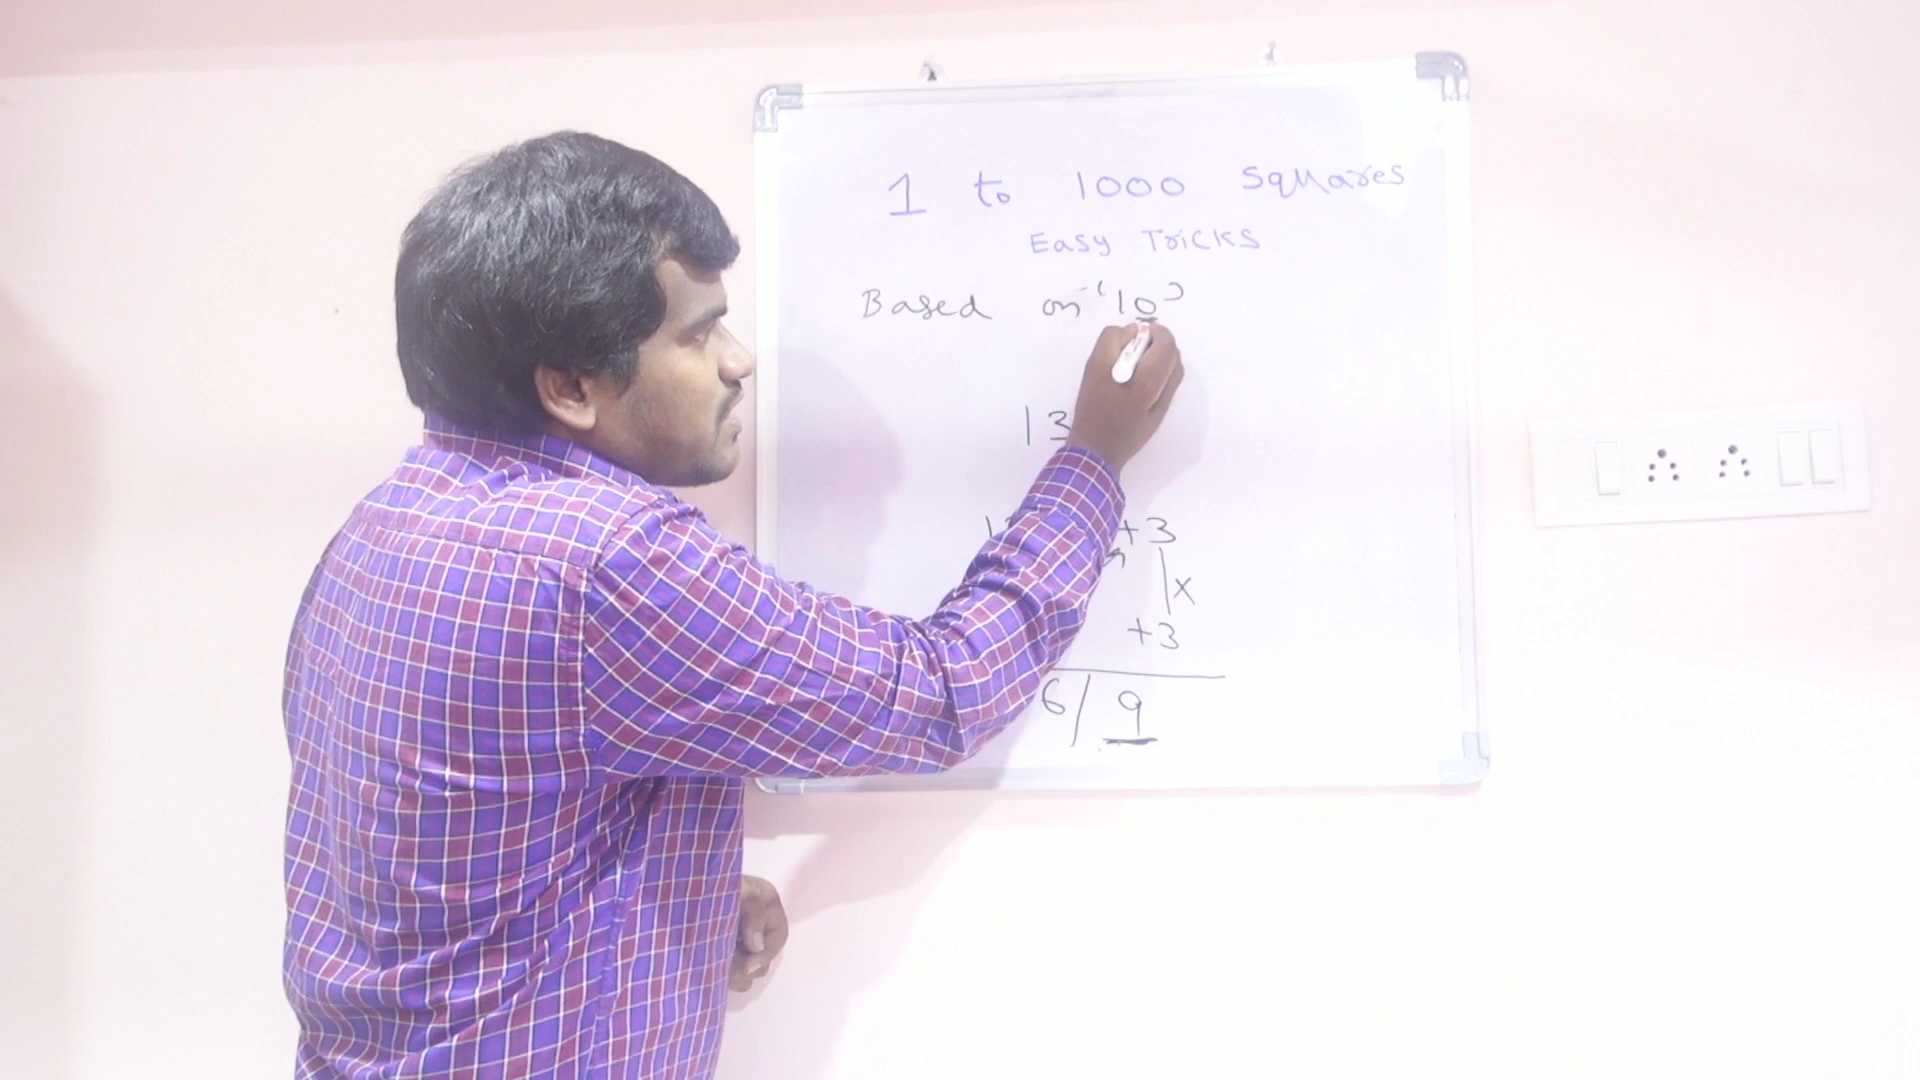 1 to 1000 Squares
Easy Tricks
Based on '10'
13
+3
x
+3
6/ 9